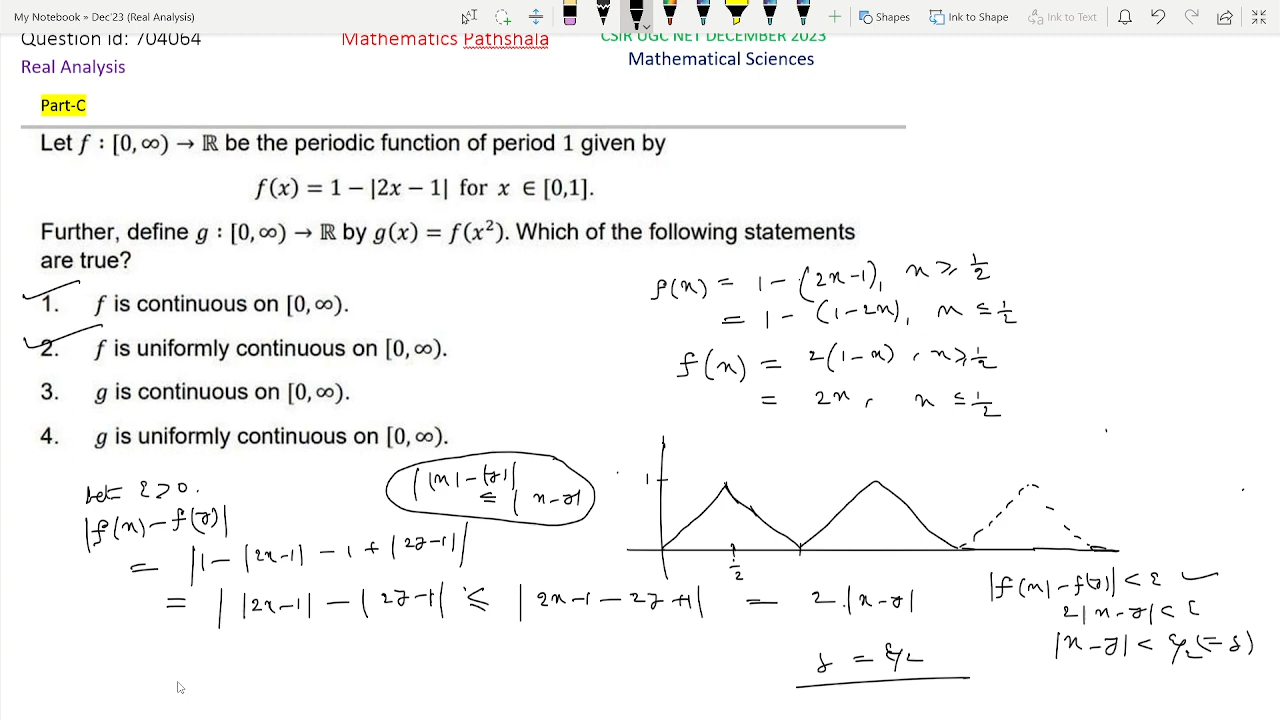 My Notebook » Dec'23 (Real Analysis)
Shapes
Ink to Shape
Ink to Text
Question id: 704064
Mathematics Pathshala
CSIR UGC NET DECEMBER 2023
Real Analysis
Mathematical Sciences
Part-C
Let f : [0, ∞) → ℝ be the periodic function of period 1 given by
f(x) = 1 − |2x − 1| for x ∈ [0,1].
Further, define g : [0, ∞) → ℝ by g(x) = f(x²). Which of the following statements
are true?
1. f is continuous on [0, ∞).
2. f is uniformly continuous on [0, ∞).
3. g is continuous on [0, ∞).
4. g is uniformly continuous on [0, ∞).
f(x) = 1 - (2x-1), x ≥ 1/2
= 1 - (1-2x), x ≤ 1/2
f(x) = 2(1-x), x ≥ 1/2
= 2x, x ≤ 1/2
||x|-|y||
≤ |x-y|
Let ε>0.
|f(x)-f(y)|
= |1-|2x-1| -1 + |2y-1||
= ||2x-1| - |2y-1| ≤ |2x-1-2y+1| = 2.|x-y|
1
1/2
|f(x)-f(y)| < ε
2|x-y| < ε
|x-y| < ε/2 (= δ)
δ = ε/2